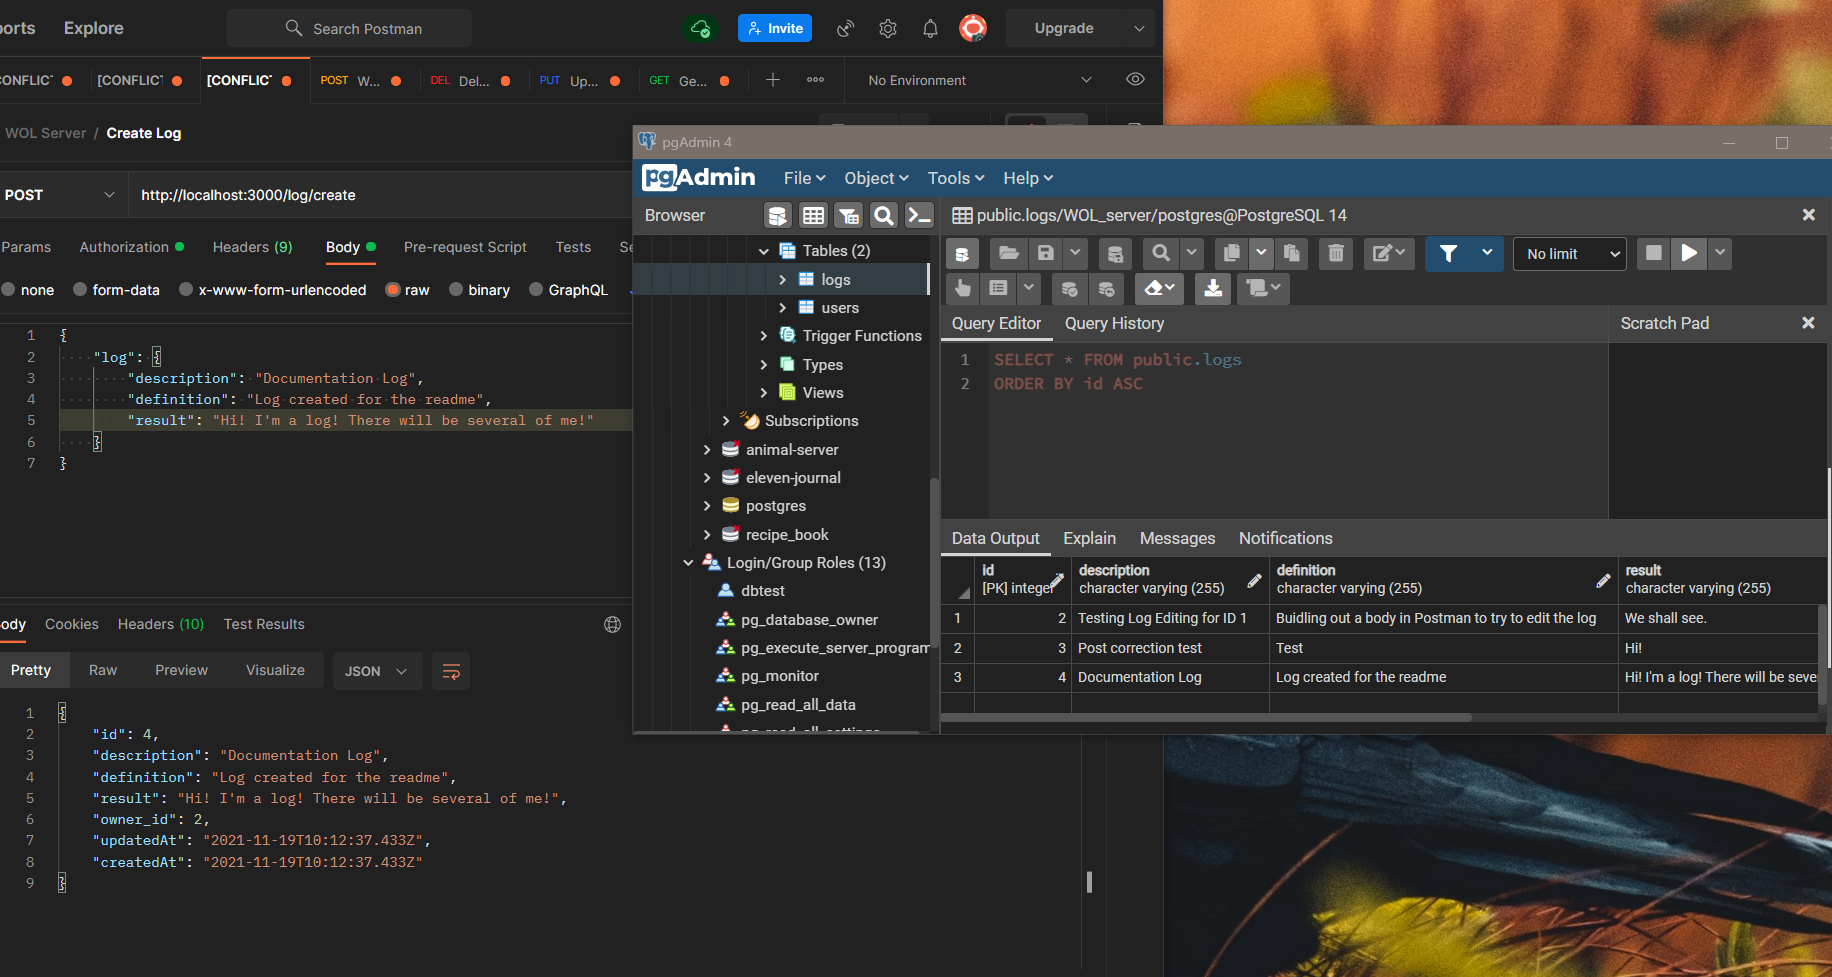 ports Explore Search Postman Invite Upgrade
CONFLICT [CONFLICT [CONFLICT POST W... DEL Del... PUT Up... GET Ge... No Environment
WOL Server / Create Log
POST http://localhost:3000/log/create
Params Authorization Headers (9) Body Pre-request Script Tests Se
none form-data x-www-form-urlencoded raw binary GraphQL
1 {
2 "log": {
3 "description": "Documentation Log",
4 "definition": "Log created for the readme",
5 "result": "Hi! I'm a log! There will be several of me!"
6 }
7 }
Body Cookies Headers (10) Test Results
Pretty Raw Preview Visualize JSON
1 {
2 "id": 4,
3 "description": "Documentation Log",
4 "definition": "Log created for the readme",
5 "result": "Hi! I'm a log! There will be several of me!",
6 "owner_id": 2,
7 "updatedAt": "2021-11-19T10:12:37.433Z",
8 "createdAt": "2021-11-19T10:12:37.433Z"
9 }
pgAdmin 4
pgAdmin File Object Tools Help
Browser
Tables (2)
logs
users
Trigger Functions
Types
Views
Subscriptions
animal-server
eleven-journal
postgres
recipe_book
Login/Group Roles (13)
dbtest
pg_database_owner
pg_execute_server_program
pg_monitor
pg_read_all_data
pg_read_all_settings
public.logs/WOL_server/postgres@PostgreSQL 14
No limit
Query Editor Query History Scratch Pad
1 SELECT * FROM public.logs
2 ORDER BY id ASC
Data Output Explain Messages Notifications
id description definition result
[PK] integer character varying (255) character varying (255) character varying (255)
1 2 Testing Log Editing for ID 1 Buidling out a body in Postman to try to edit the log We shall see.
2 3 Post correction test Test Hi!
3 4 Documentation Log Log created for the readme Hi! I'm a log! There will be seve